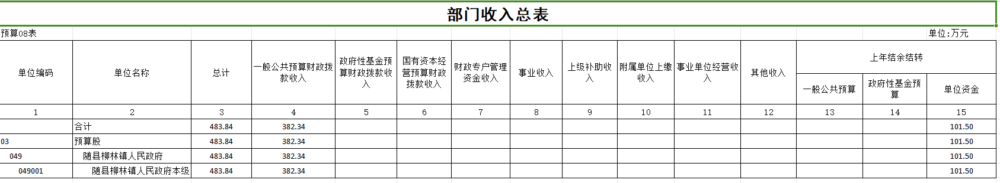 部门收入总表
预算08表 单位:万元
单位编码 单位名称 总计 一般公共预算财政拨款收入 政府性基金预算财政拨款收入 国有资本经营预算财政拨款收入 财政专户管理资金收入 事业收入 上级补助收入 附属单位上缴收入 事业单位经营收入 其他收入 上年结余结转
一般公共预算 政府性基金预算 单位资金
1 2 3 4 5 6 7 8 9 10 11 12 13 14 15
合计 483.84 382.34 101.50
03 预算股 483.84 382.34 101.50
049 随县柳林镇人民政府 483.84 382.34 101.50
049001 随县柳林镇人民政府本级 483.84 382.34 101.50